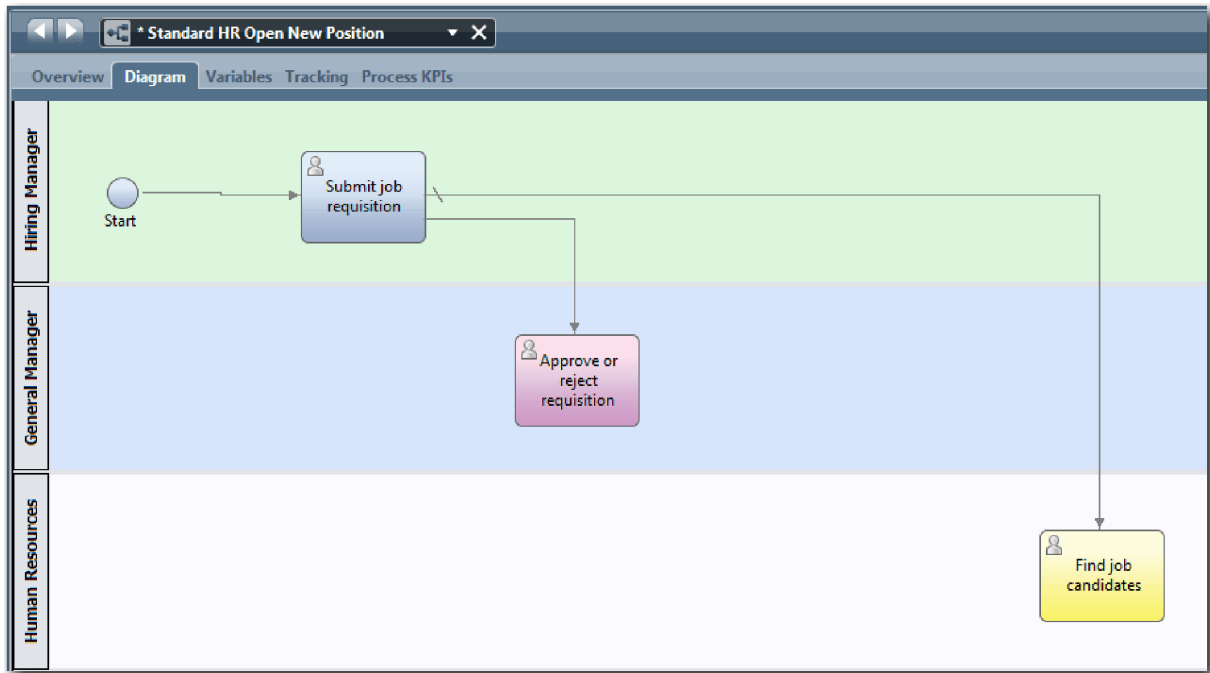 * Standard HR Open New Position
Overview Diagram Variables Tracking Process KPIs
Hiring Manager
Start
Submit job
requisition
General Manager
Approve or
reject
requisition
Human Resources
Find job
candidates